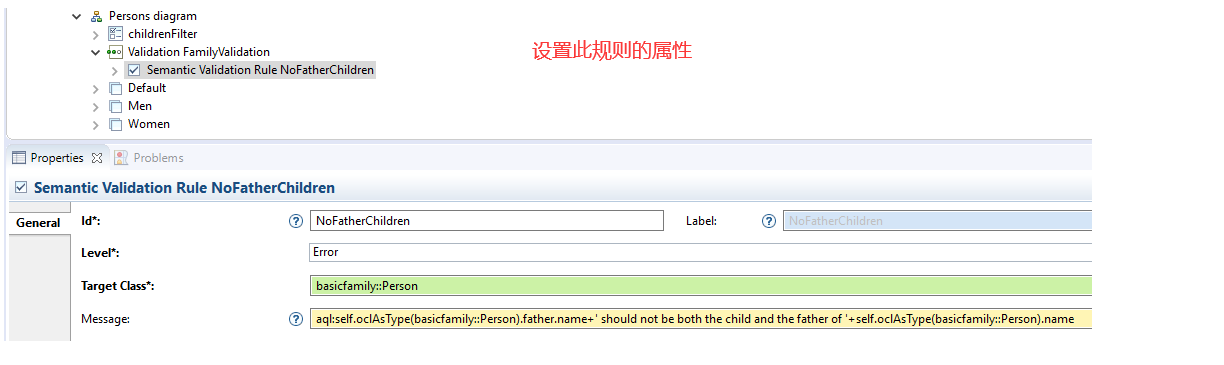 Persons diagram
childrenFilter
Validation FamilyValidation
设置此规则的属性
Semantic Validation Rule NoFatherChildren
Default
Men
Women
Properties
Problems
Semantic Validation Rule NoFatherChildren
General
Id*:
NoFatherChildren
Label:
NoFatherChildren
Level*:
Error
Target Class*:
basicfamily::Person
Message:
aql:self.oclAsType(basicfamily::Person).father.name+' should not be both the child and the father of '+self.oclAsType(basicfamily::Person).name